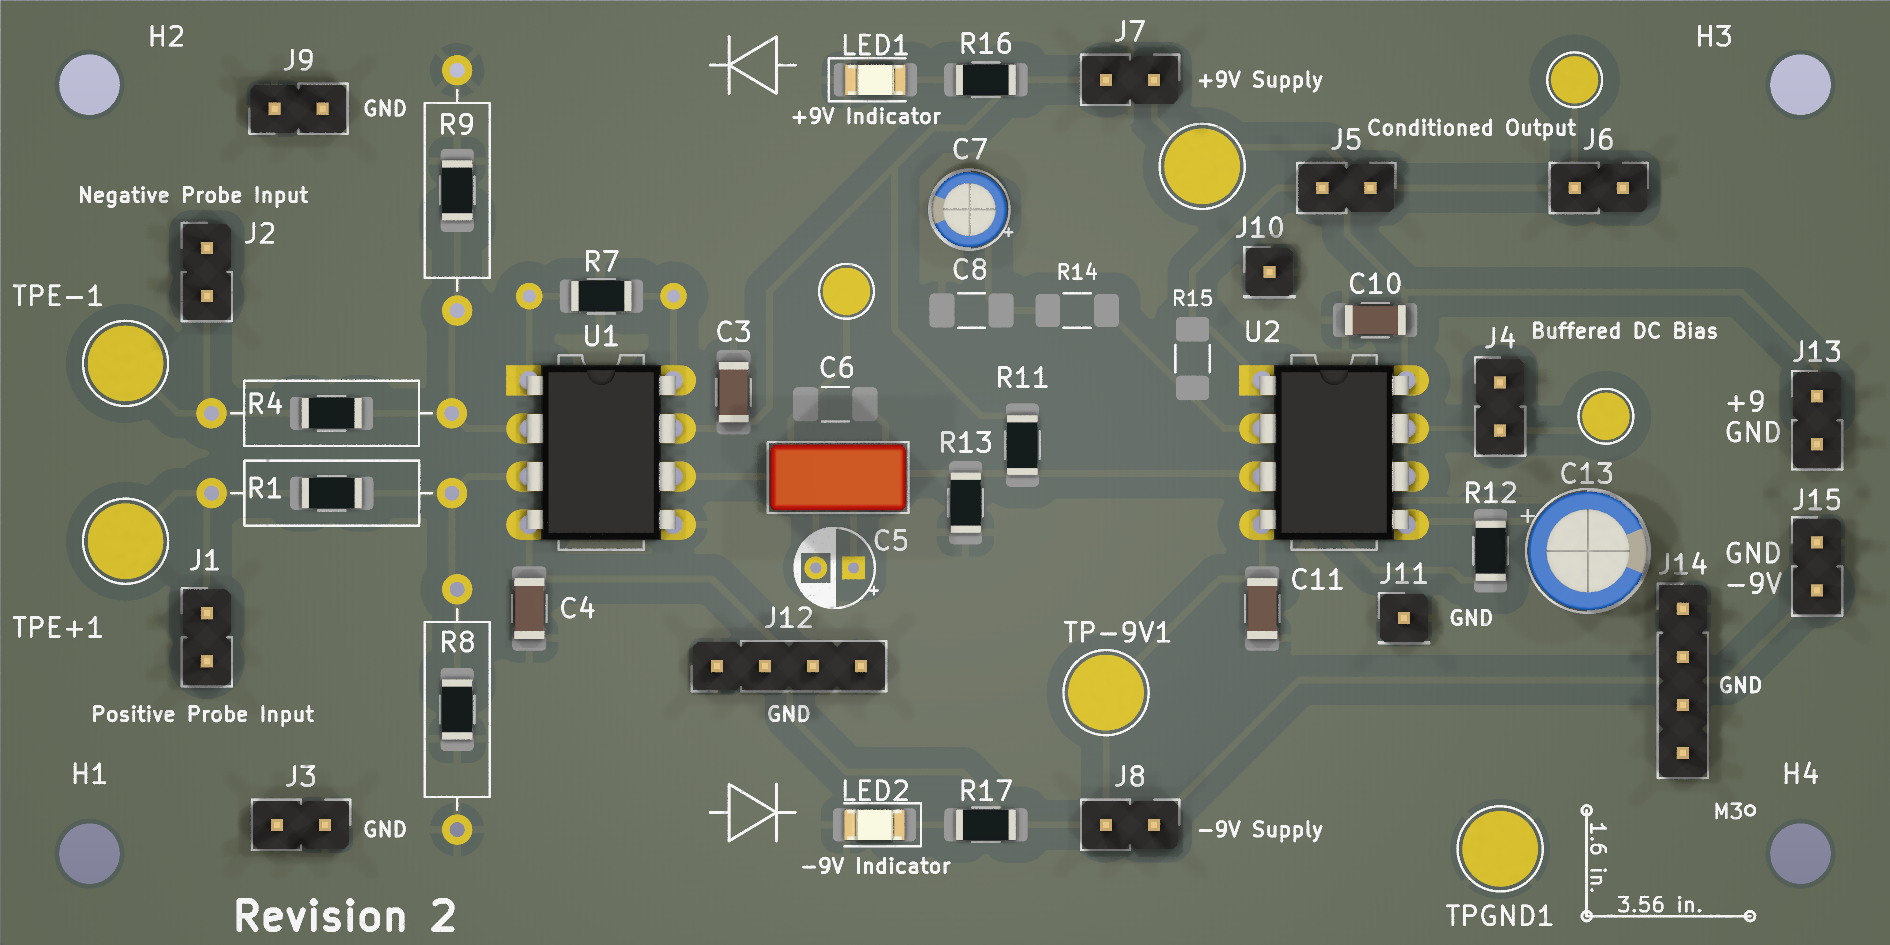 H2
J9
GND
R9
LED1
R16
J7
+9V Supply
+9V Indicator
H3
Conditioned Output
J5
J6
C7
Negative Probe Input
J2
J10
TPE-1
R7
C8
R14
R15
C10
U1
C3
U2
Buffered DC Bias
J4
J13
+9
GND
C6
R11
R4
R13
C13
R1
R12
+
J15
C5
+
+
GND
-9V
J1
C4
C11
J11
GND
J14
TPE+1
J12
TP-9V1
R8
GND
GND
Positive Probe Input
H1
J3
GND
LED2
R17
J8
-9V Supply
-9V Indicator
H4
M3
1.6 in.
3.56 in.
TPGND1
Revision 2